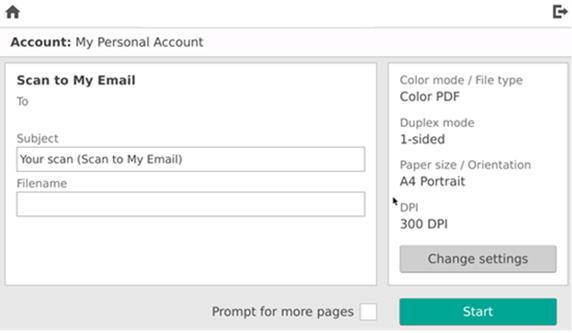 Account: My Personal Account
Scan to My Email
To
Subject
Your scan (Scan to My Email)
Filename
Color mode / File type
Color PDF
Duplex mode
1-sided
Paper size / Orientation
A4 Portrait
DPI
300 DPI
Change settings
Prompt for more pages
Start